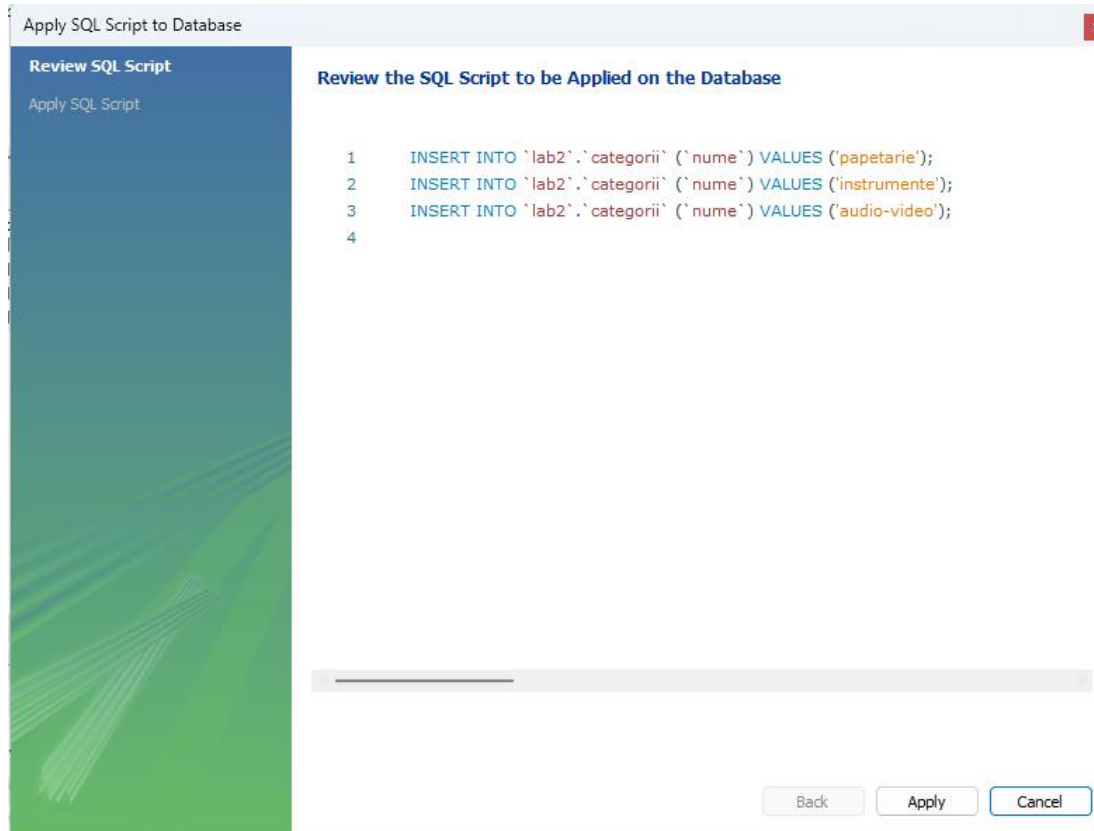 Apply SQL Script to Database
Review SQL Script
Apply SQL Script
Review the SQL Script to be Applied on the Database
1 INSERT INTO `lab2`.`categorii` (`nume`) VALUES ('papetarie');
2 INSERT INTO `lab2`.`categorii` (`nume`) VALUES ('instrumente');
3 INSERT INTO `lab2`.`categorii` (`nume`) VALUES ('audio-video');
4
Back Apply Cancel